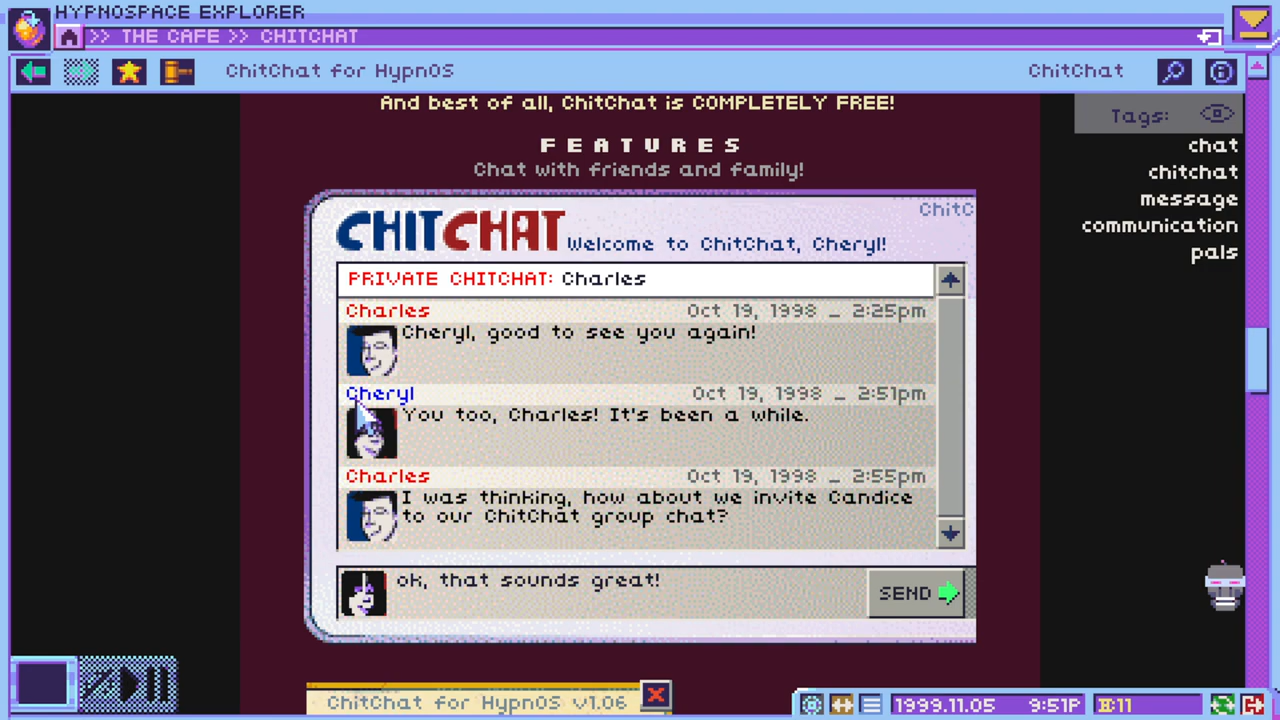 HYPNOSPACE EXPLORER
>> THE CAFE >> CHITCHAT
ChitChat for HypnOS
ChitChat
And best of all, ChitChat is COMPLETELY FREE!
FEATURES
Chat with friends and family!
Tags:
chat
chitchat
message
communication
pals
ChitC
CHITCHAT Welcome to ChitChat, Cheryl!
PRIVATE CHITCHAT: Charles
Charles Oct 19, 1998 _ 2:25pm
Cheryl, good to see you again!
Cheryl Oct 19, 1998 _ 2:51pm
You too, Charles! It's been a while.
Charles Oct 19, 1998 _ 2:55pm
I was thinking, how about we invite Candice
to our ChitChat group chat?
ok, that sounds great!
SEND
ChitChat for HypnOS v1.06
1999.11.05 9:51P
:11